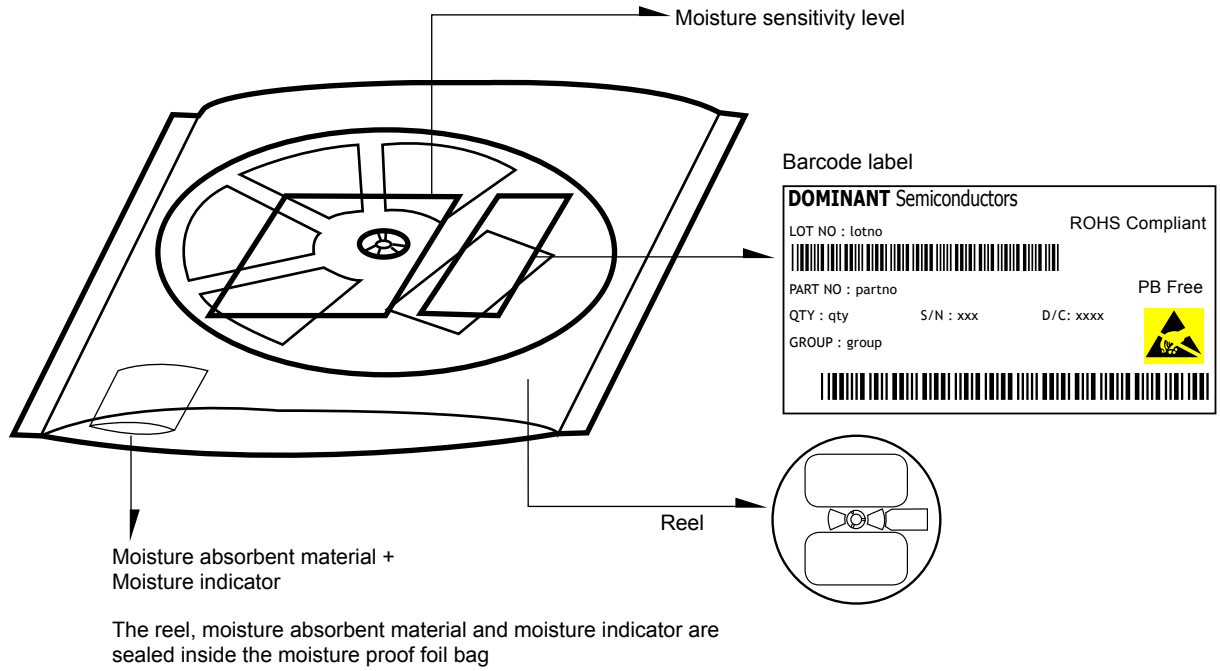 Moisture sensitivity level
Barcode label
DOMINANT Semiconductors
ROHS Compliant
LOT NO : lotno
PART NO : partno
PB Free
QTY : qty S/N : xxx D/C: xxxx
GROUP : group
Reel
Moisture absorbent material +
Moisture indicator
The reel, moisture absorbent material and moisture indicator are
sealed inside the moisture proof foil bag